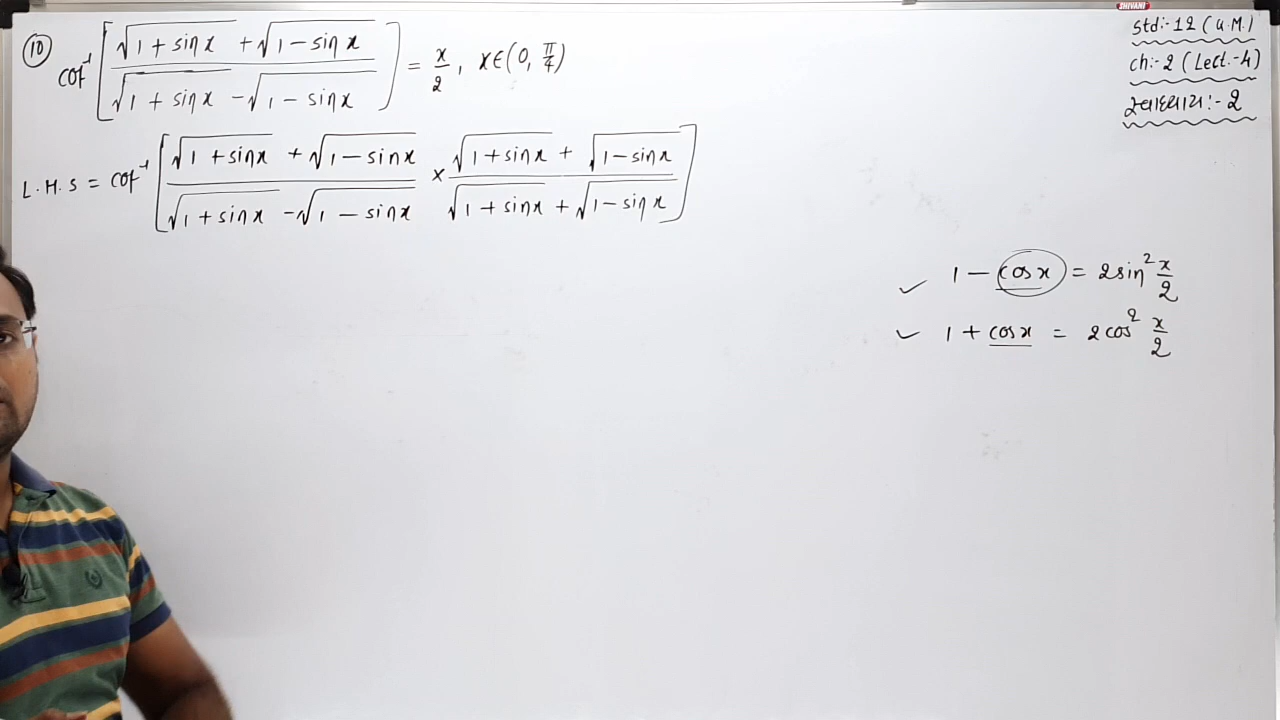 SHIVANI
Std:- 12 (G.M.)
ch:- 2 (Lect.-4)
સ્વાધ્યાય:- 2
(10) cot⁻¹ [ (√(1 + sin x) + √(1 - sin x)) / (√(1 + sin x) - √(1 - sin x)) ] = x/2, x ∈ (0, π/4)
L.H.S = cot⁻¹ [ (√(1 + sin x) + √(1 - sin x)) / (√(1 + sin x) - √(1 - sin x)) × (√(1 + sin x) + √(1 - sin x)) / (√(1 + sin x) + √(1 - sin x)) ]
✓ 1 - cos x = 2 sin² x/2
✓ 1 + cos x = 2 cos² x/2